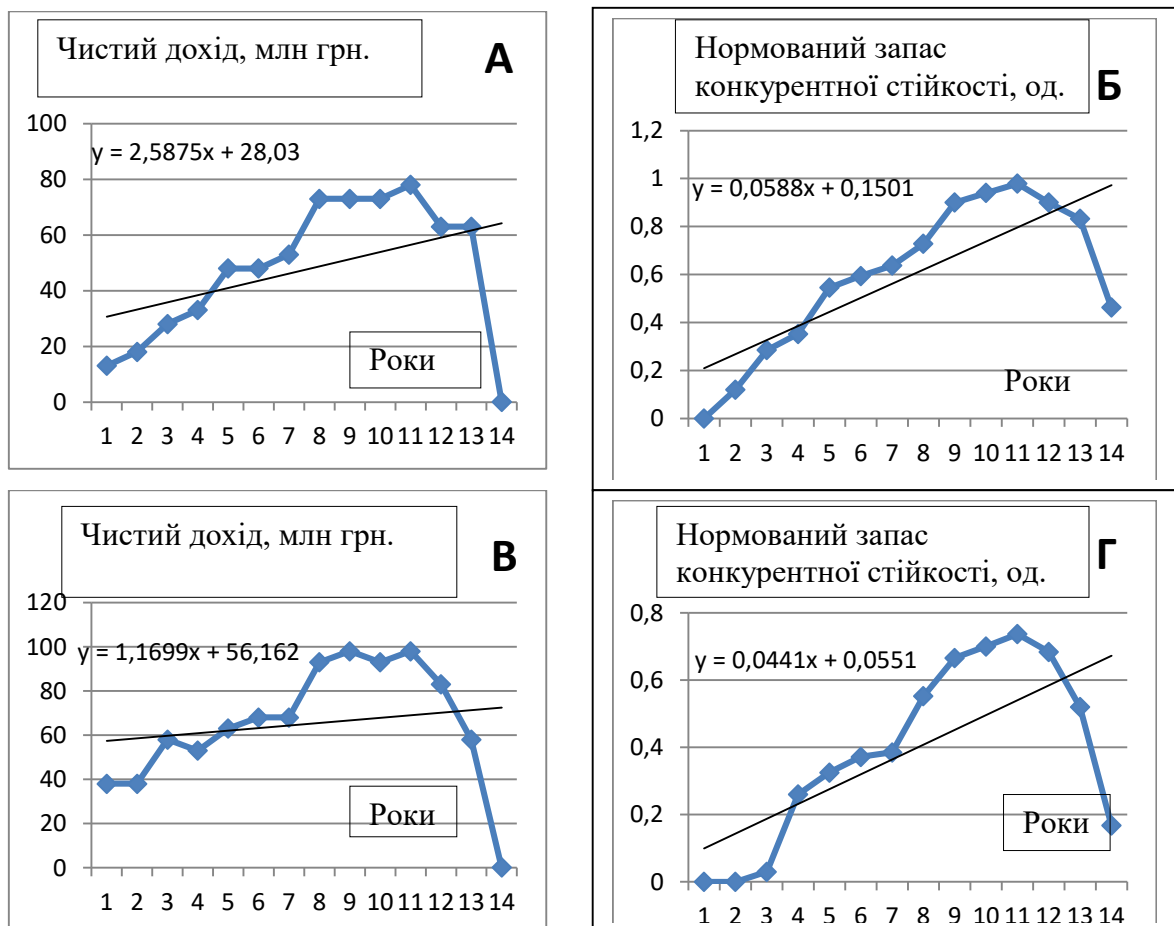 Чистий дохід, млн грн.
А
100
80
60
40
20
0
y = 2,5875x + 28,03
Роки
1 2 3 4 5 6 7 8 9 10 11 12 13 14
Нормований запас
конкурентної стійкості, од.
Б
1,2
1
0,8
0,6
0,4
0,2
0
y = 0,0588x + 0,1501
Роки
1 2 3 4 5 6 7 8 9 10 11 12 13 14
Чистий дохід, млн грн.
В
120
100
80
60
40
20
0
y = 1,1699x + 56,162
Роки
1 2 3 4 5 6 7 8 9 10 11 12 13 14
Нормований запас
конкурентної стійкості, од.
Г
0,8
0,6
0,4
0,2
0
y = 0,0441x + 0,0551
Роки
1 2 3 4 5 6 7 8 9 10 11 12 13 14